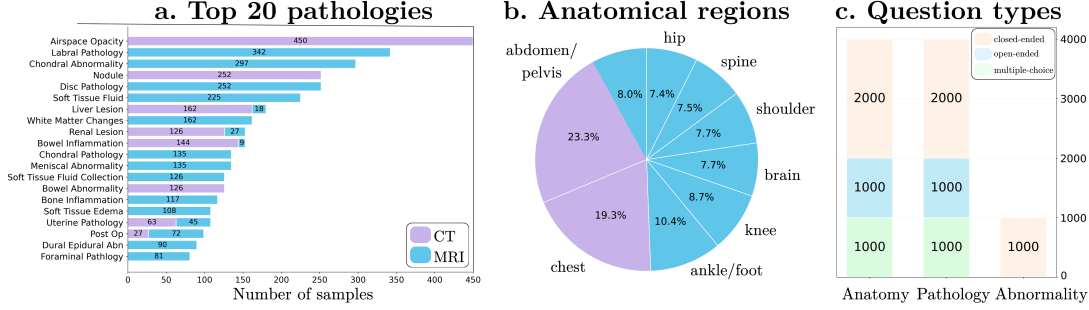 a. Top 20 pathologies
Airspace Opacity 450
Labral Pathology 342
Chondral Abnormality 297
Nodule 252
Disc Pathology 252
Soft Tissue Fluid 225
Liver Lesion 162 18
White Matter Changes 162
Renal Lesion 126 27
Bowel Inflammation 144 9
Chondral Pathology 135
Meniscal Abnormality 135
Soft Tissue Fluid Collection 126
Bowel Abnormality 126
Bone Inflammation 117
Soft Tissue Edema 108
Uterine Pathology 63 45
Post Op 27 72
Dural Epidural Abn 90
Foraminal Pathlogy 81
CT
MRI
0 50 100 150 200 250 300 350 400 450
Number of samples
b. Anatomical regions
hip
abdomen/
pelvis
spine
shoulder
brain
knee
ankle/foot
chest
8.0%
7.4%
7.5%
7.7%
7.7%
8.7%
10.4%
19.3%
23.3%
c. Question types
closed-ended
open-ended
multiple-choice
4000
3000
2000
1000
0
2000 2000
1000 1000
1000 1000 1000
Anatomy Pathology Abnormality